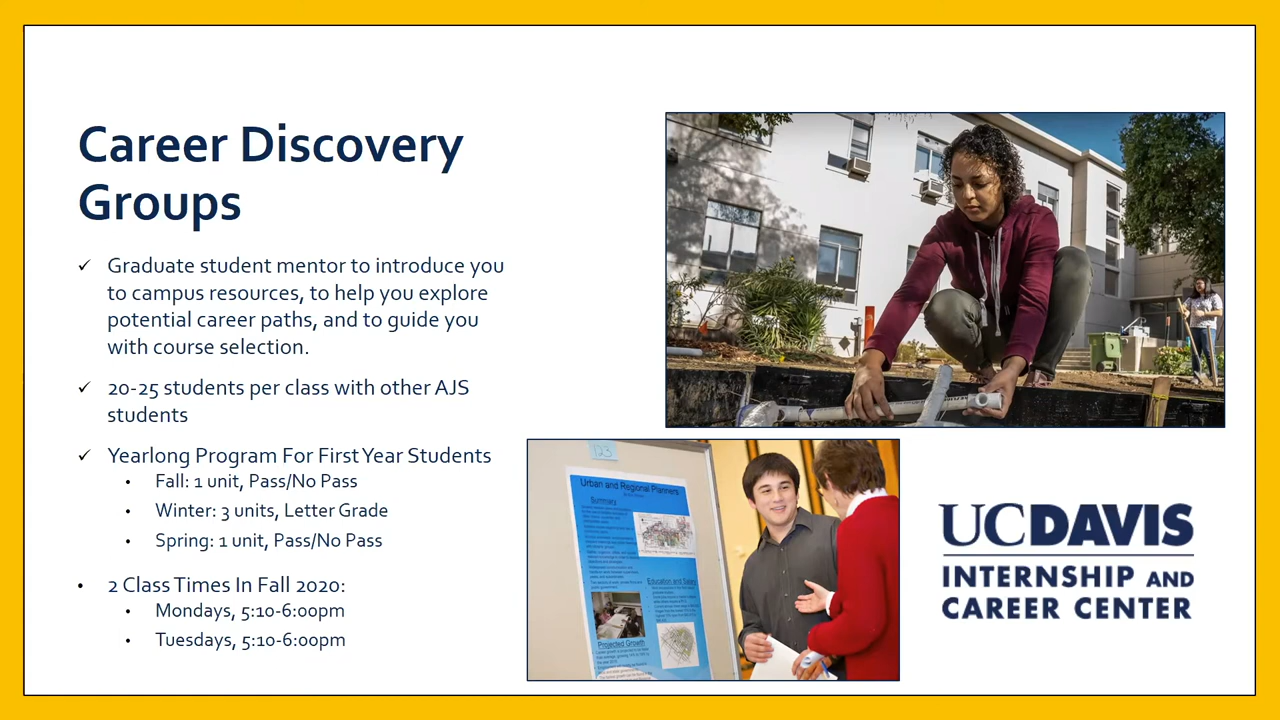 Career Discovery
Groups
✓ Graduate student mentor to introduce you
to campus resources, to help you explore
potential career paths, and to guide you
with course selection.
✓ 20-25 students per class with other AJS
students
✓ Yearlong Program For First Year Students
• Fall: 1 unit, Pass/No Pass
• Winter: 3 units, Letter Grade
• Spring: 1 unit, Pass/No Pass
• 2 Class Times In Fall 2020:
• Mondays, 5:10-6:00pm
• Tuesdays, 5:10-6:00pm
123
Urban and Regional Planners
Summary
Education and Salary
Projected Growth
UCDAVIS
INTERNSHIP AND
CAREER CENTER